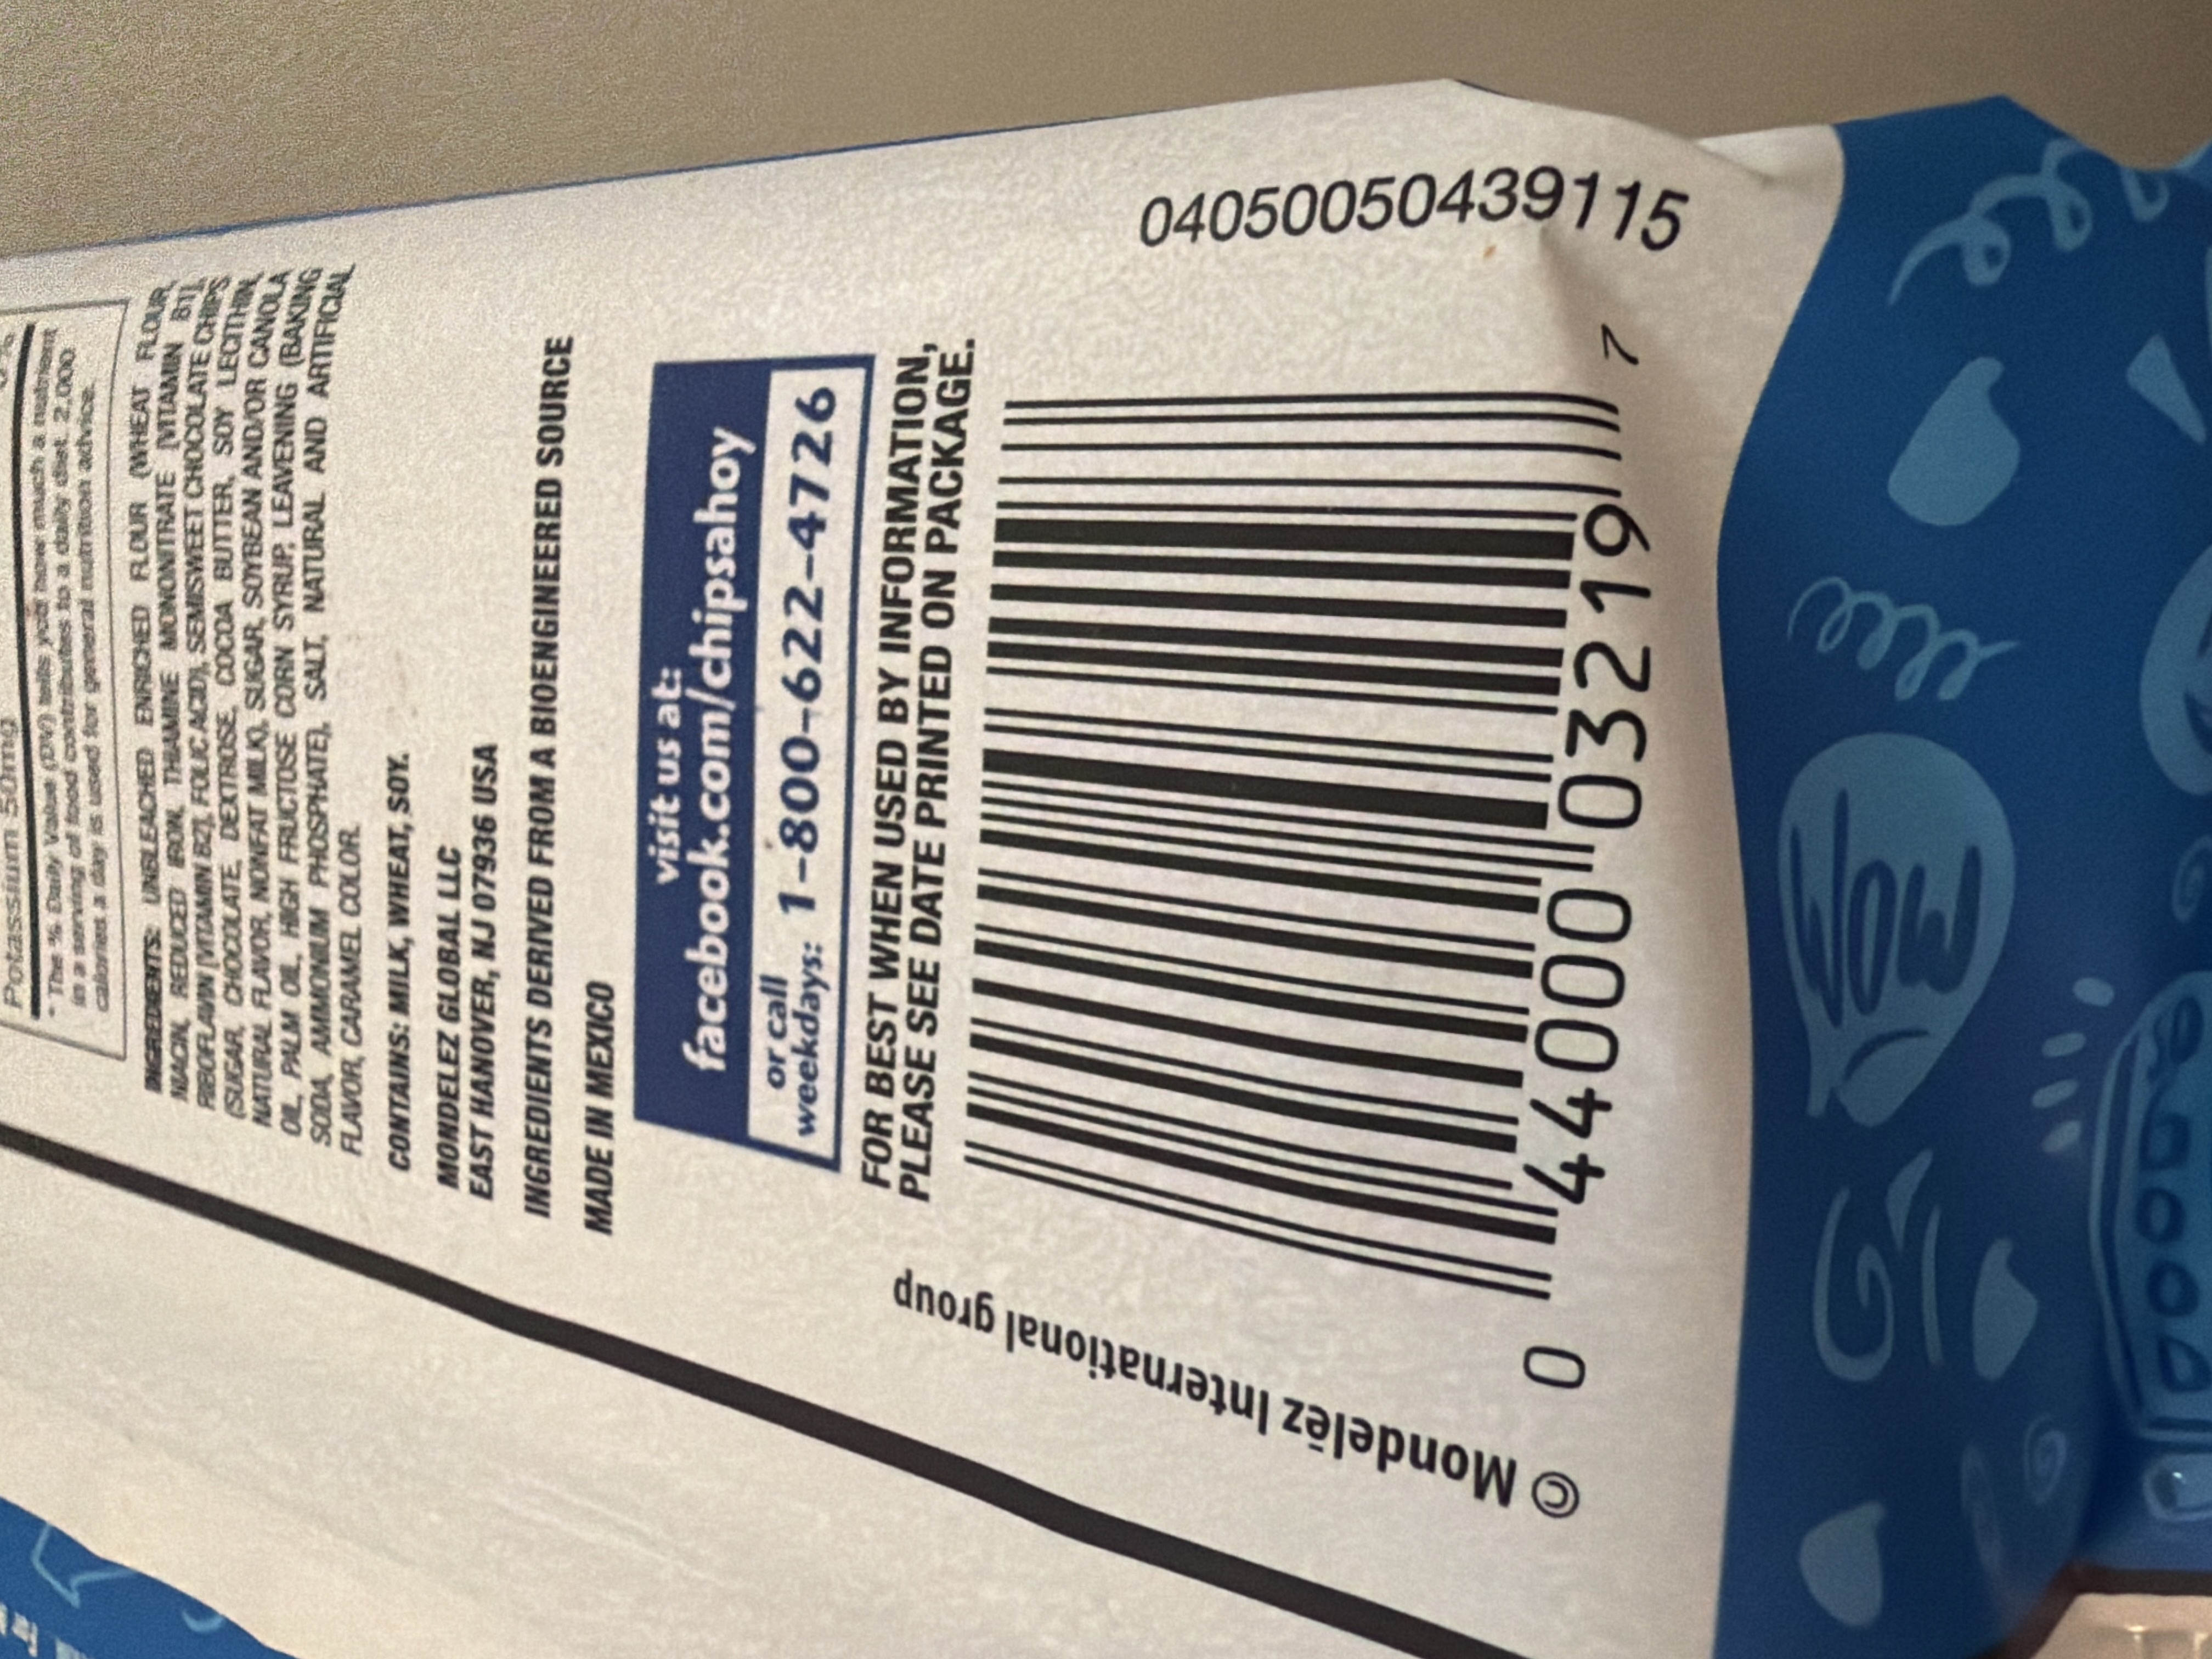 Potassium 50mg
* The % Daily Value (DV) tells you how much a nutrient
in a serving of food contributes to a daily diet. 2,000
calories a day is used for general nutrition advice.
INGREDIENTS: UNBLEACHED ENRICHED FLOUR (WHEAT FLOUR,
NIACIN, REDUCED IRON, THIAMINE MONONITRATE [VITAMIN B1],
RIBOFLAVIN [VITAMIN B2], FOLIC ACID), SEMISWEET CHOCOLATE CHIPS
(SUGAR, CHOCOLATE, DEXTROSE, COCOA BUTTER, SOY LECITHIN,
NATURAL FLAVOR, NONFAT MILK), SUGAR, SOYBEAN AND/OR CANOLA
OIL, PALM OIL, HIGH FRUCTOSE CORN SYRUP, LEAVENING (BAKING
SODA, AMMONIUM PHOSPHATE), SALT, NATURAL AND ARTIFICIAL
FLAVOR, CARAMEL COLOR.
CONTAINS: MILK, WHEAT, SOY.
MONDELEZ GLOBAL LLC
EAST HANOVER, NJ 07936 USA
INGREDIENTS DERIVED FROM A BIOENGINEERED SOURCE
MADE IN MEXICO
visit us at:
facebook.com/chipsahoy
or call
weekdays: 1-800-622-4726
FOR BEST WHEN USED BY INFORMATION,
PLEASE SEE DATE PRINTED ON PACKAGE.
0 44000 03219 7
04050050439115
© Mondelēz International group
WOW